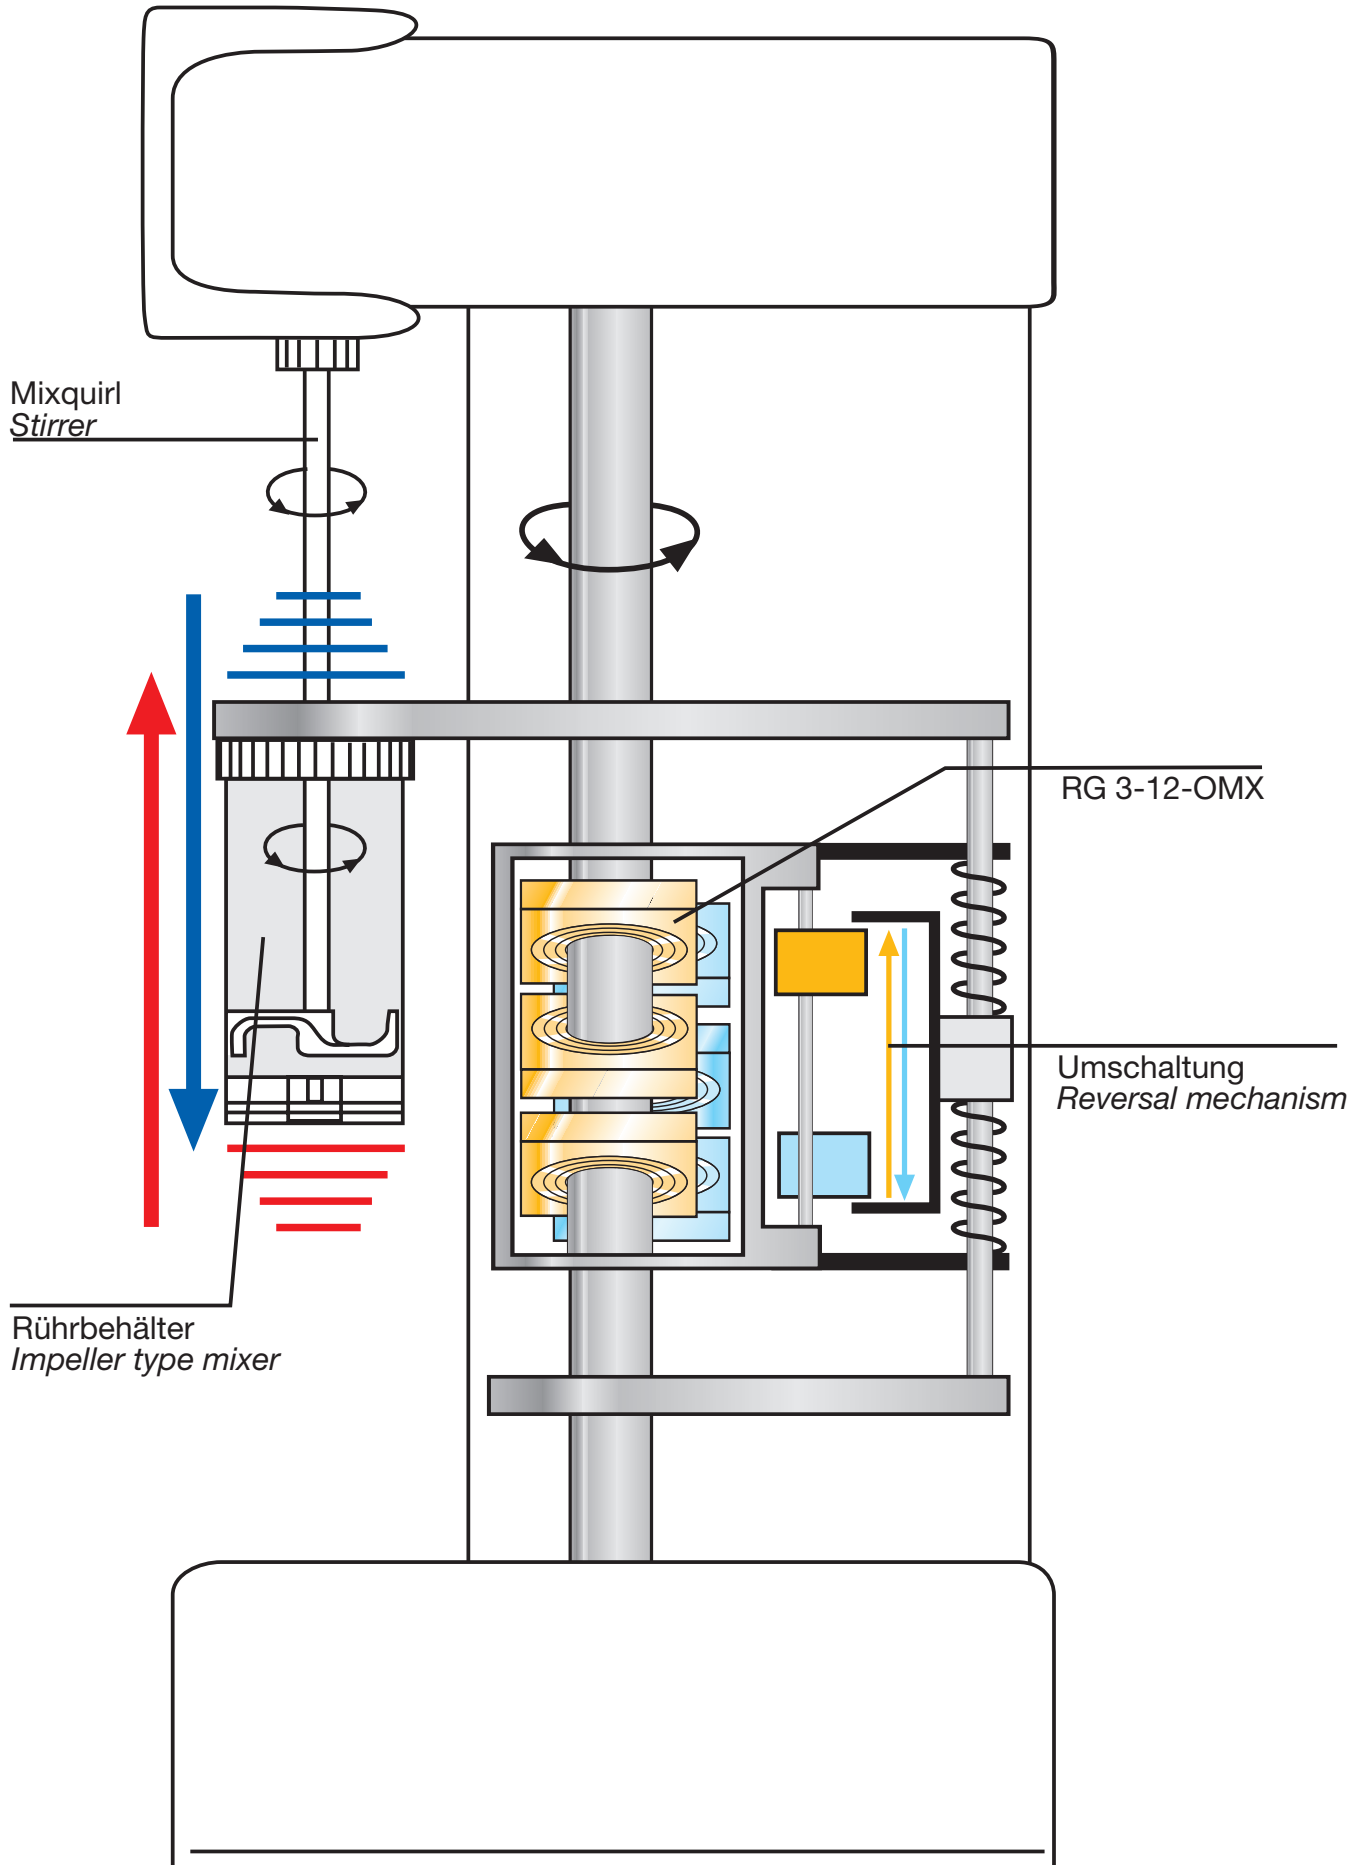 Mixquirl
Stirrer
RG 3-12-OMX
Umschaltung
Reversal mechanism
Rührbehälter
Impeller type mixer